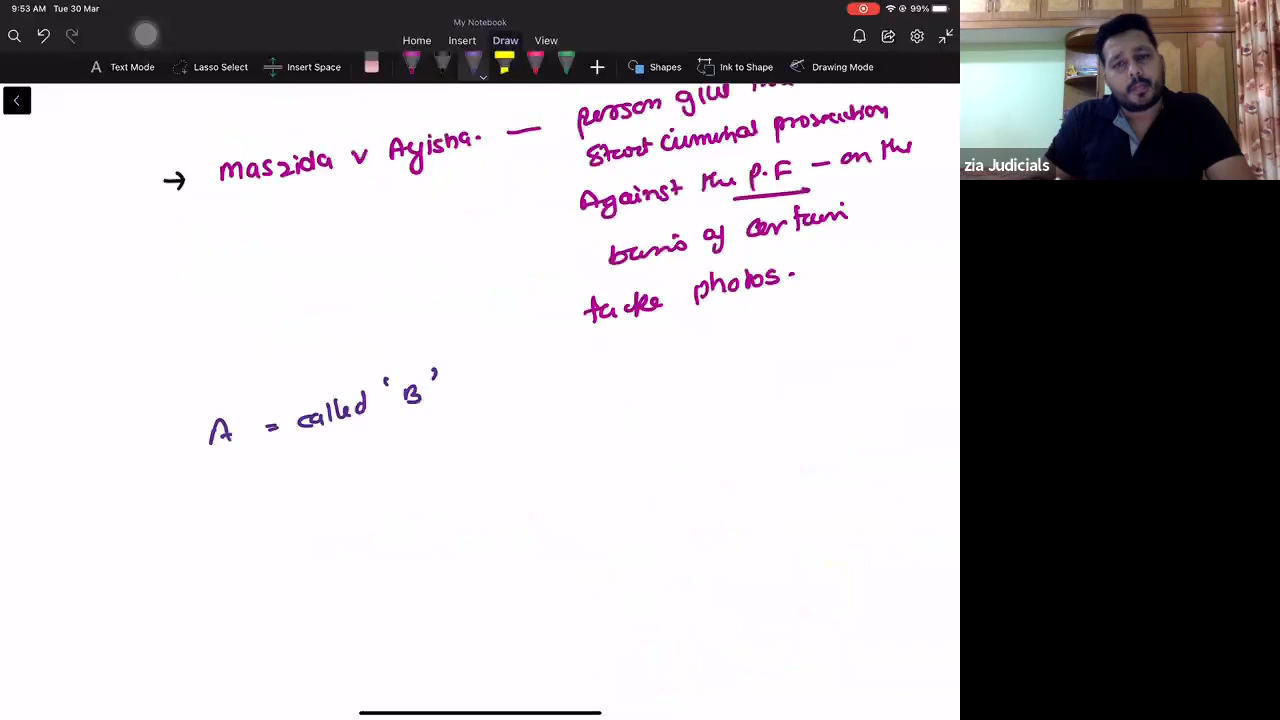 9:53 AM Tue 30 Mar
99%
My Notebook
Home Insert Draw View
A Text Mode Lasso Select Insert Space Shapes Ink to Shape Drawing Mode
zia Judicials
person
→ Maszida v Ayisha. — Start criminal prosecution
Against the P.F — on the
basis of certain
photos.
A = called 'B'